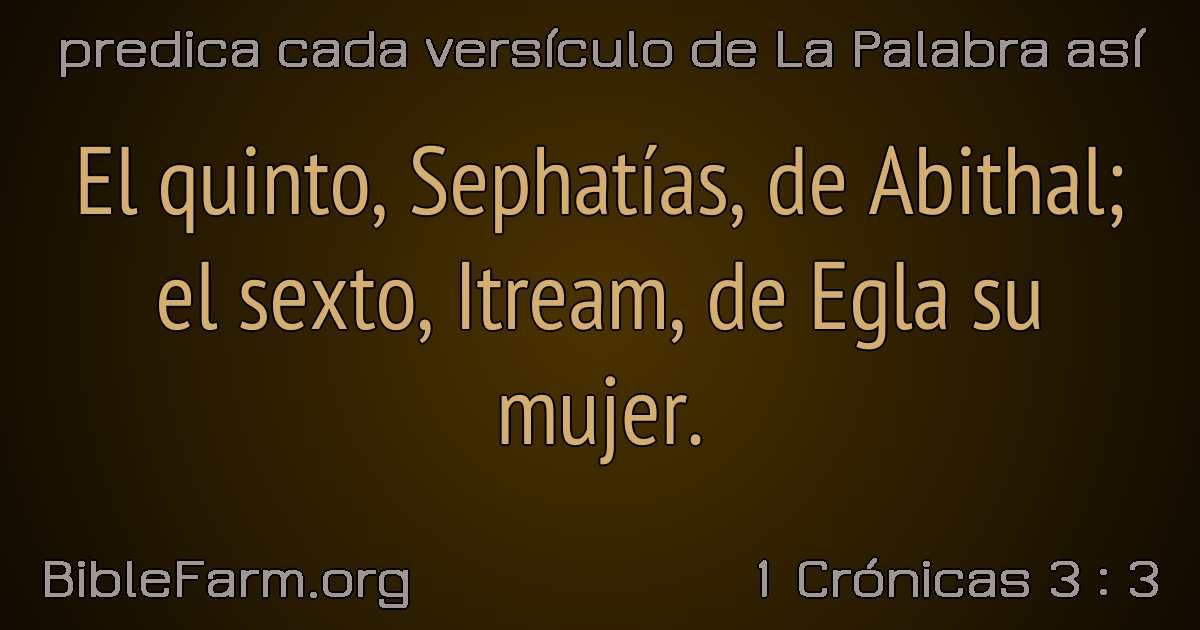 predica cada versículo de La Palabra así
El quinto, Sephatías, de Abithal;
el sexto, Itream, de Egla su
mujer.
BibleFarm.org
1 Crónicas 3 : 3